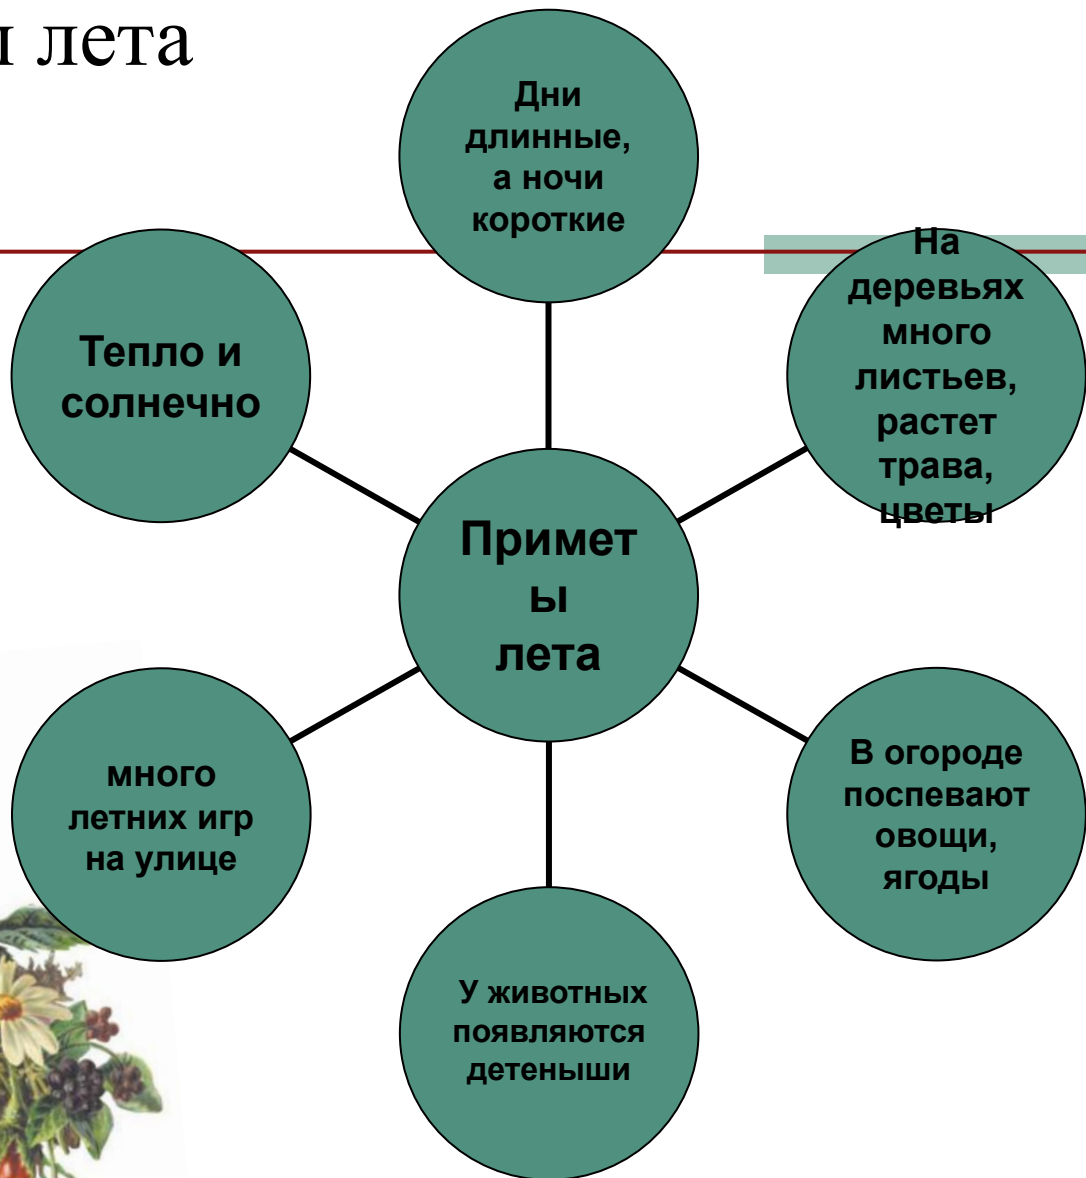 лета
Дни
длинные,
а ночи
короткие
На
деревьях
много
листьев,
растет
трава,
цветы
Тепло и
солнечно
Примет
ы
лета
много
летних игр
на улице
В огороде
поспевают
овощи,
ягоды
У животных
появляются
детеныши